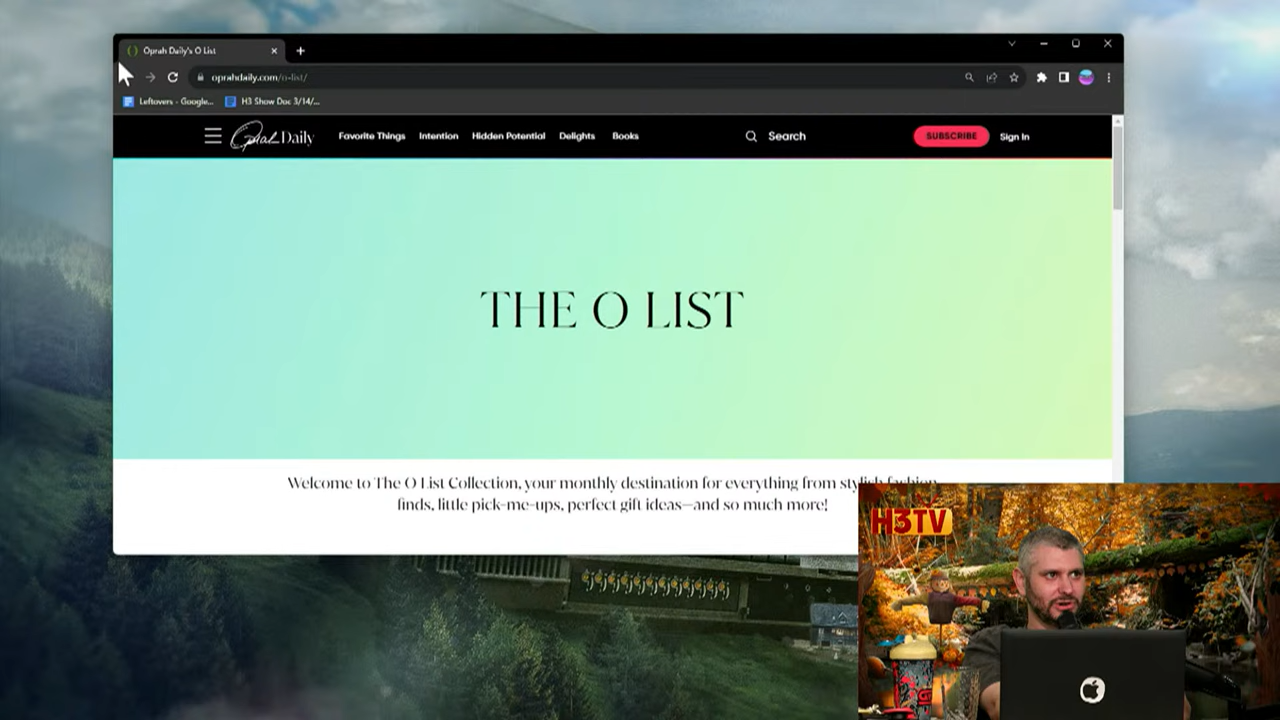 Oprah Daily's O List
oprahdaily.com/o-list/
Leftovers - Google...
H3 Show Doc 3/14/...
Oprah Daily
Favorite Things
Intention
Hidden Potential
Delights
Books
Search
SUBSCRIBE
Sign In
THE O LIST
Welcome to The O List Collection, your monthly destination for everything from stylish fashion
finds, little pick-me-ups, perfect gift ideas—and so much more!
H3TV